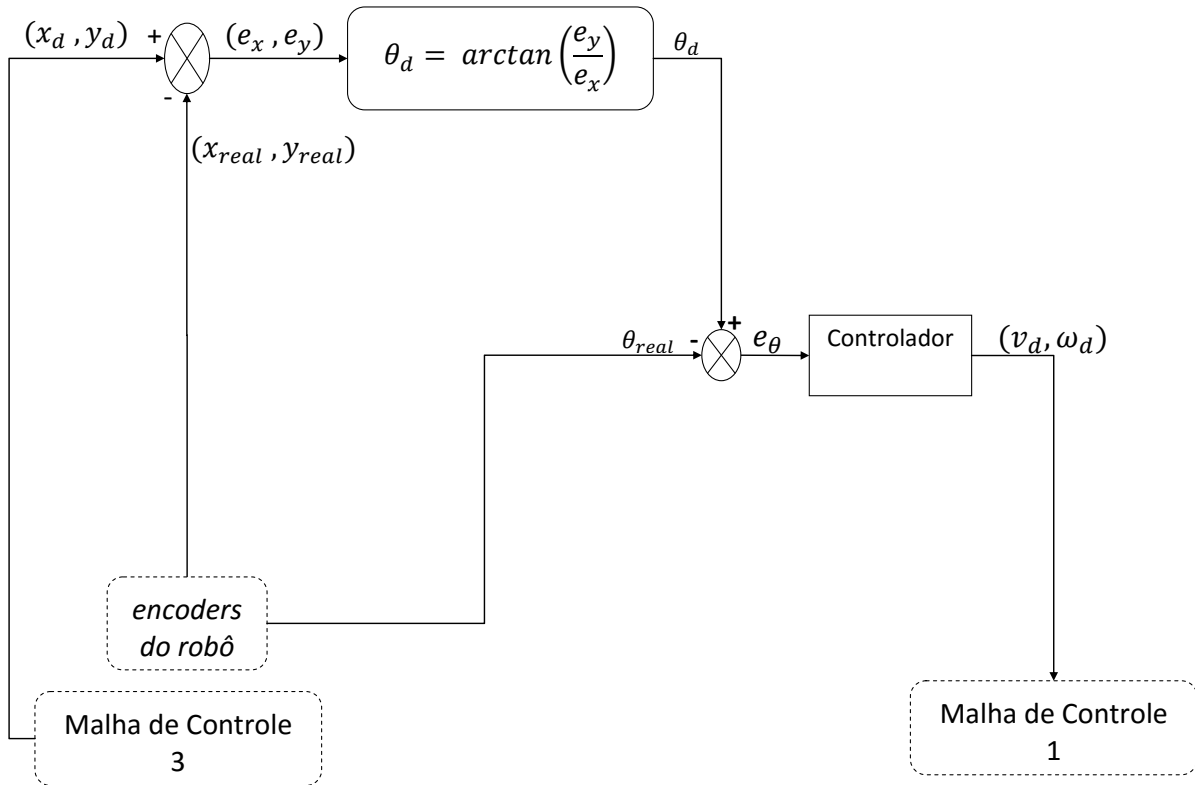 (x_d , y_d) +
(e_x , e_y)
θ_d = arctan(e_y/e_x)
θ_d
-
(x_real , y_real)
+
θ_real -
e_θ
Controlador
(v_d, ω_d)
encoders
do robô
Malha de Controle
3
Malha de Controle
1